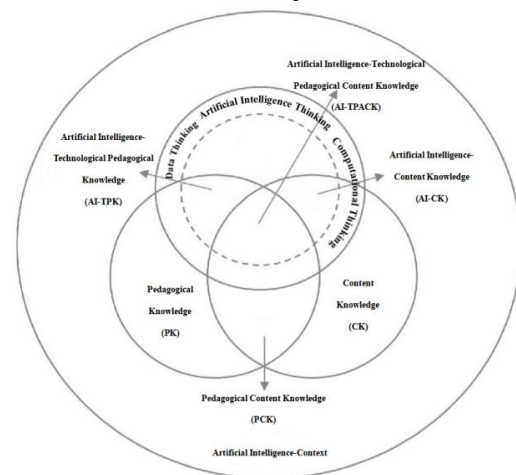 Artificial Intelligence-Technological
Pedagogical Content Knowledge
(AI-TPACK)
Data Thinking Artificial Intelligence Thinking Computational Thinking
Artificial Intelligence-
Technological Pedagogical
Knowledge
(AI-TPK)
Artificial Intelligence-
Content Knowledge
(AI-CK)
Pedagogical
Knowledge
(PK)
Content
Knowledge
(CK)
Pedagogical Content Knowledge
(PCK)
Artificial Intelligence-Context